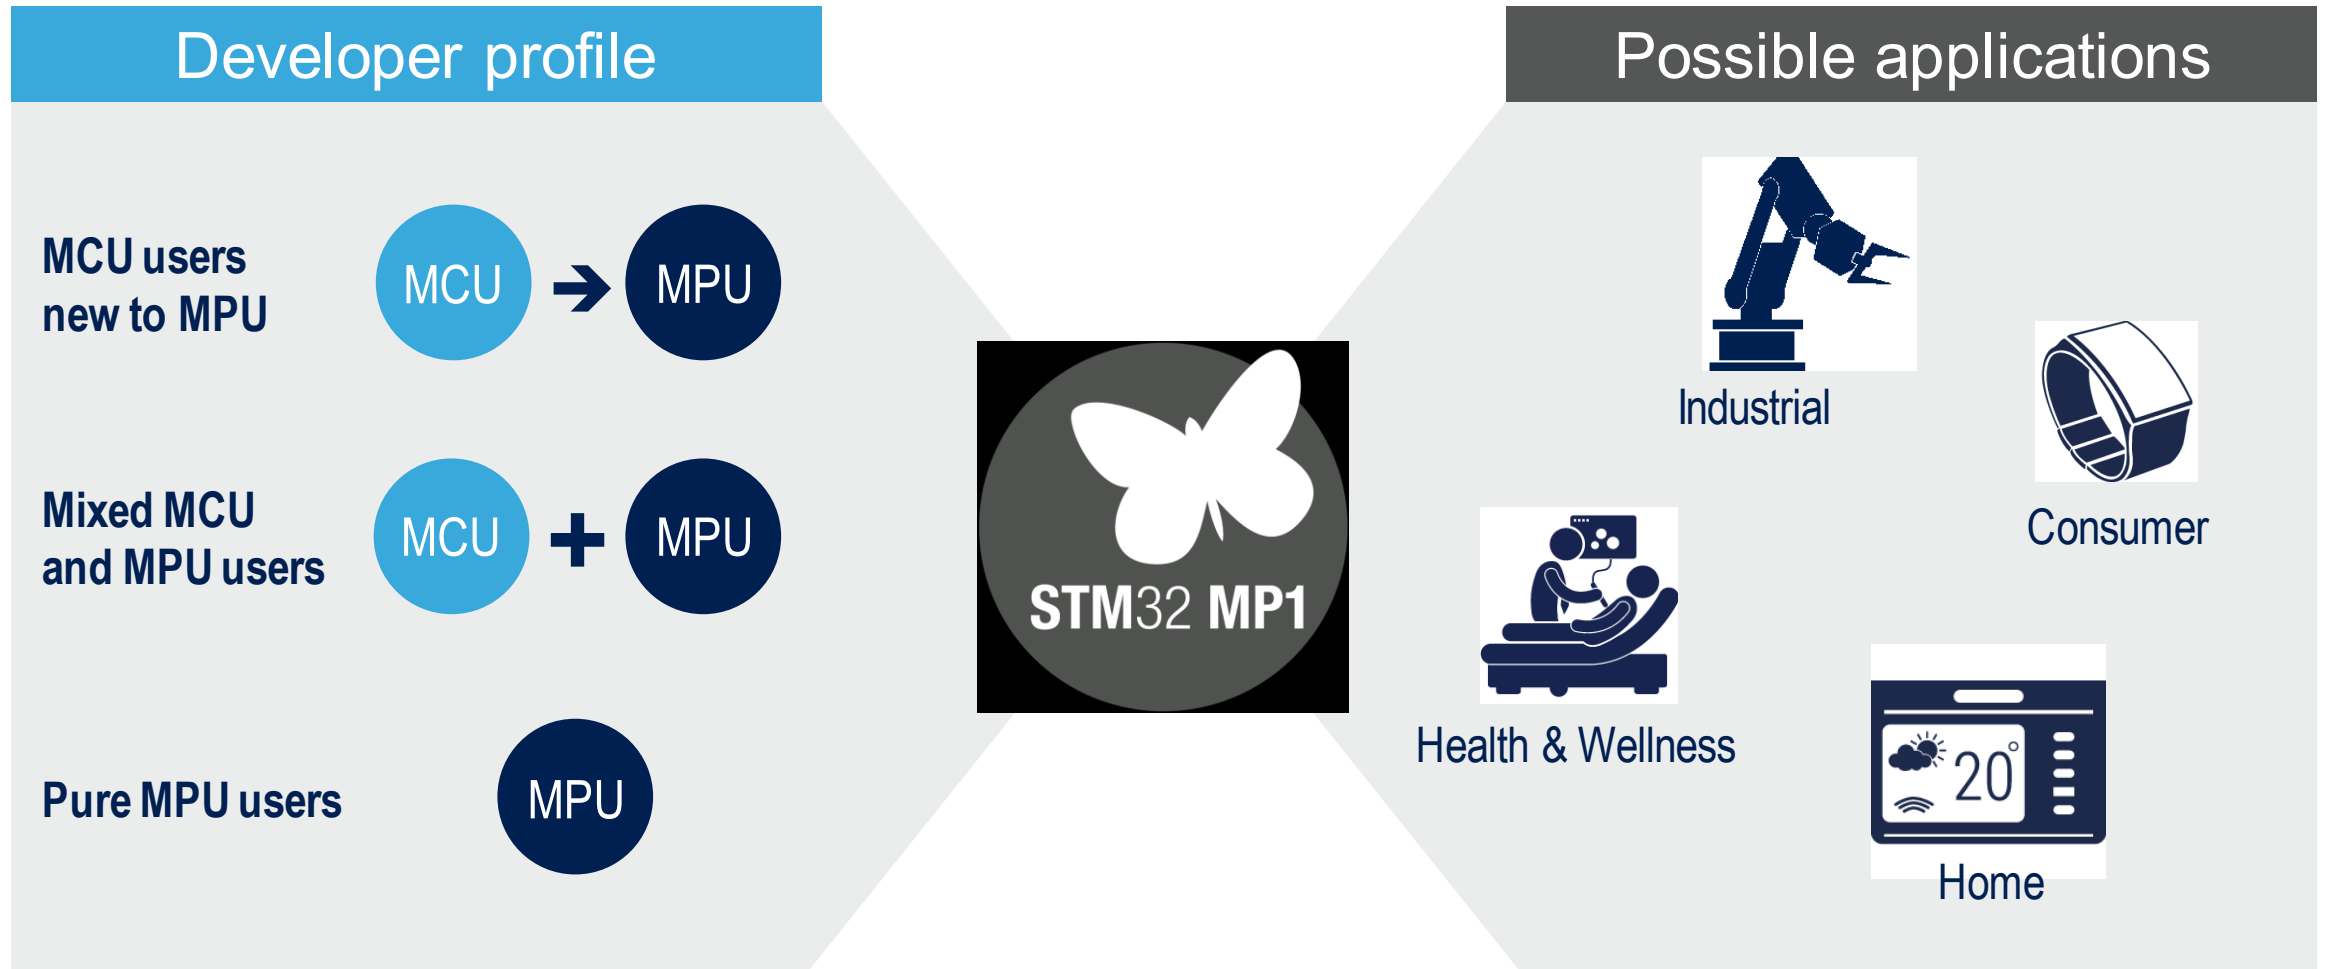 Developer profile
MCU users
new to MPU
MCU
MPU
Mixed MCU
and MPU users
MCU
MPU
Pure MPU users
MPU
STM32 MP1
Possible applications
Industrial
Consumer
Health & Wellness
20°
Home